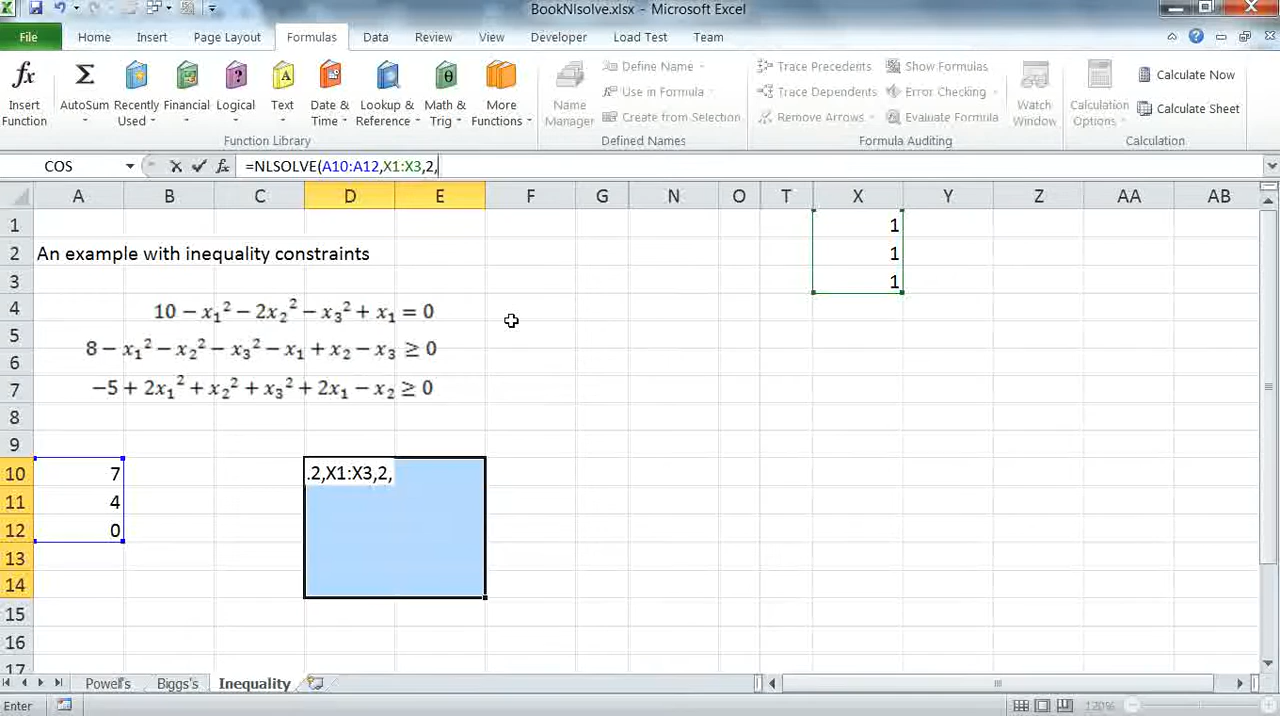 BookNlsolve.xlsx - Microsoft Excel
File Home Insert Page Layout Formulas Data Review View Developer Load Test Team
fx Σ A θ
Insert Function AutoSum Recently Used Financial Logical Text Date & Time Lookup & Reference Math & Trig More Functions
Function Library
Name Manager Define Name Use in Formula Create from Selection
Defined Names
Trace Precedents Show Formulas
Trace Dependents Error Checking
Remove Arrows Evaluate Formula
Watch Window
Formula Auditing
Calculation Options Calculate Now Calculate Sheet
Calculation
COS fx =NLSOLVE(A10:A12,X1:X3,2,
A B C D E F G N O T X Y Z AA AB
1 1
2 An example with inequality constraints 1
3 1
4 10 − x₁² − 2x₂² − x₃² + x₁ = 0
5 8 − x₁² − x₂² − x₃² − x₁ + x₂ − x₃ ≥ 0
6
7 −5 + 2x₁² + x₂² + x₃² + 2x₁ − x₂ ≥ 0
8
9
10 7 .2,X1:X3,2,
11 4
12 0
13
14
15
16
17
Powell's Biggs's Inequality
Enter 120%